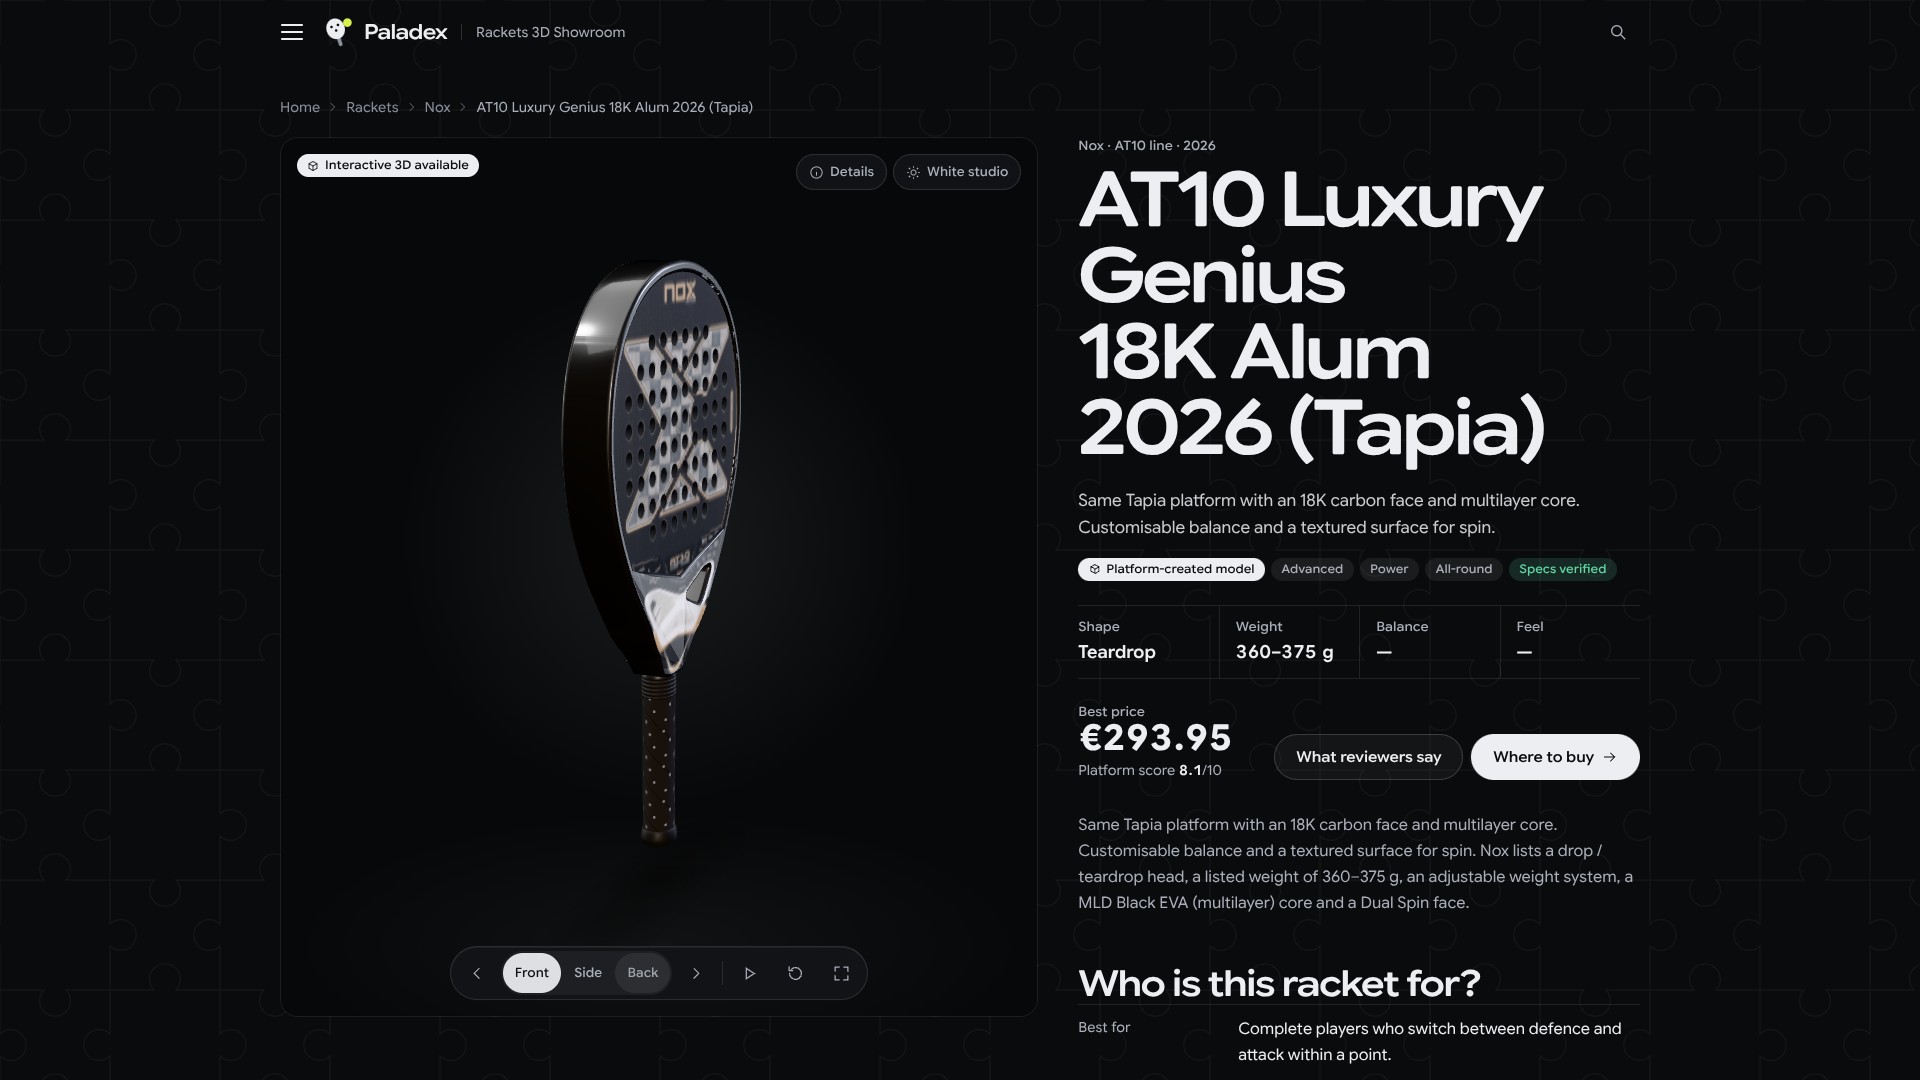 Paladex
Rackets 3D Showroom
Home
Rackets
Nox
AT10 Luxury Genius 18K Alum 2026 (Tapia)
Interactive 3D available
Details
White studio
nox
AT10
Front
Side
Back
Nox · AT10 line · 2026
AT10 Luxury
Genius
18K Alum
2026 (Tapia)
Same Tapia platform with an 18K carbon face and multilayer core.
Customisable balance and a textured surface for spin.
Platform-created model
Advanced
Power
All-round
Specs verified
Shape
Teardrop
Weight
360–375 g
Balance
—
Feel
—
Best price
€293.95
Platform score 8.1/10
What reviewers say
Where to buy →
Same Tapia platform with an 18K carbon face and multilayer core.
Customisable balance and a textured surface for spin. Nox lists a drop /
teardrop head, a listed weight of 360–375 g, an adjustable weight system, a
MLD Black EVA (multilayer) core and a Dual Spin face.
Who is this racket for?
Best for
Complete players who switch between defence and
attack within a point.